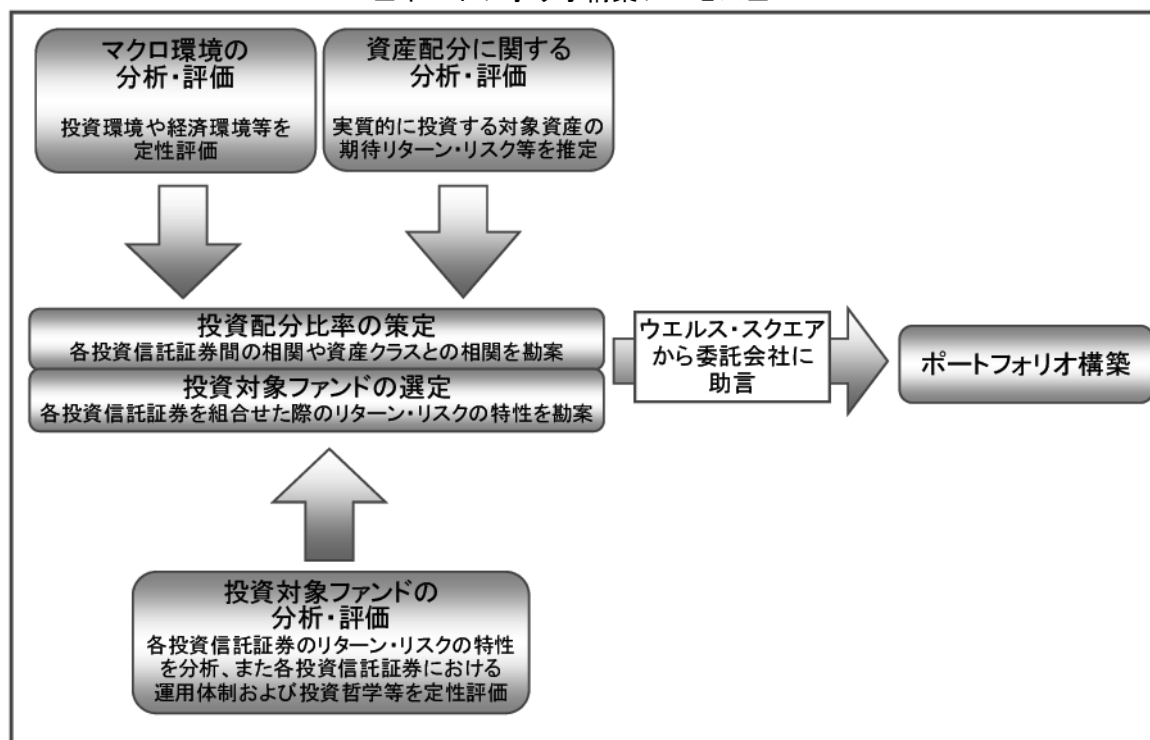 マクロ環境の
分析・評価
投資環境や経済環境等を
定性評価
資産配分に関する
分析・評価
実質的に投資する対象資産の
期待リターン・リスク等を推定
投資配分比率の策定
各投資信託証券間の相関や資産クラスとの相関を勘案
投資対象ファンドの選定
各投資信託証券を組合せた際のリターン・リスクの特性を勘案
ウエルス・スクエア
から委託会社に
助言
ポートフォリオ構築
投資対象ファンドの
分析・評価
各投資信託証券のリターン・リスクの特性
を分析、また各投資信託証券における
運用体制および投資哲学等を定性評価